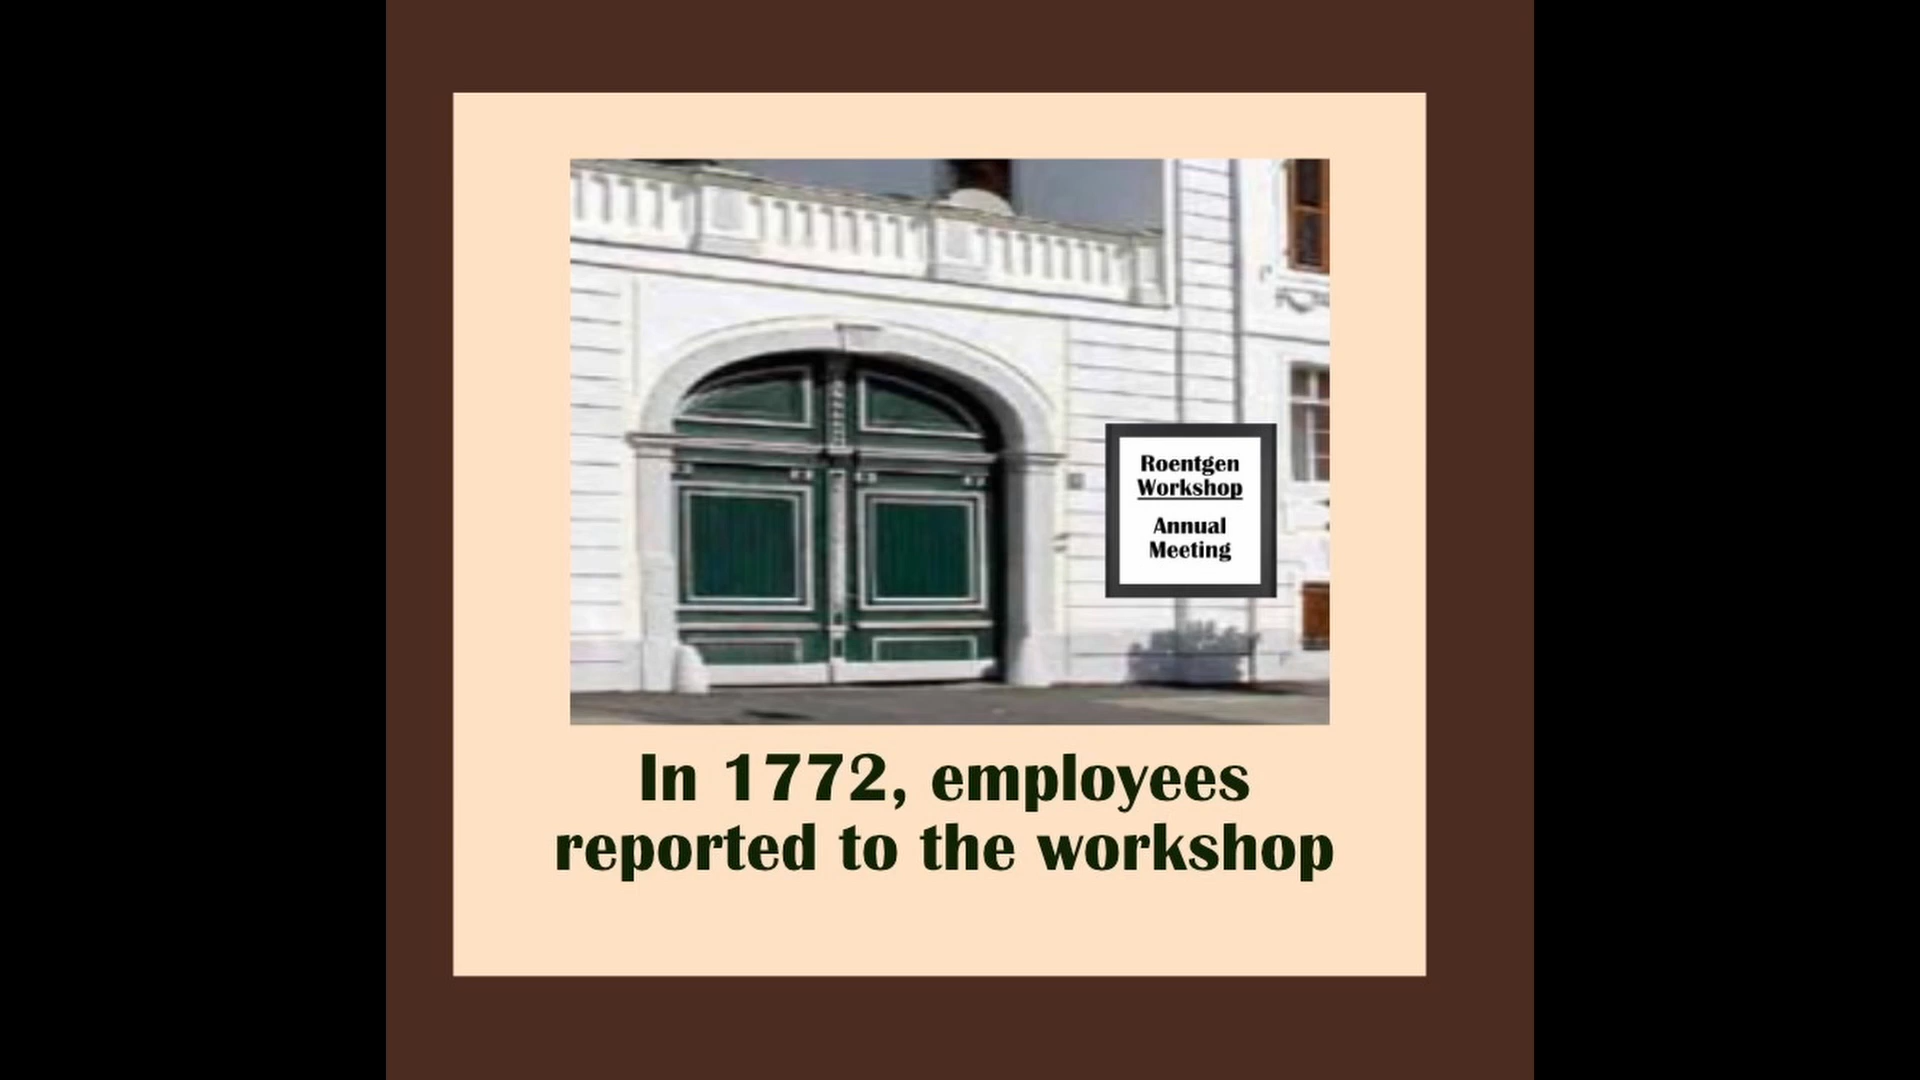 Roentgen
Workshop
Annual
Meeting
In 1772, employees
reported to the workshop